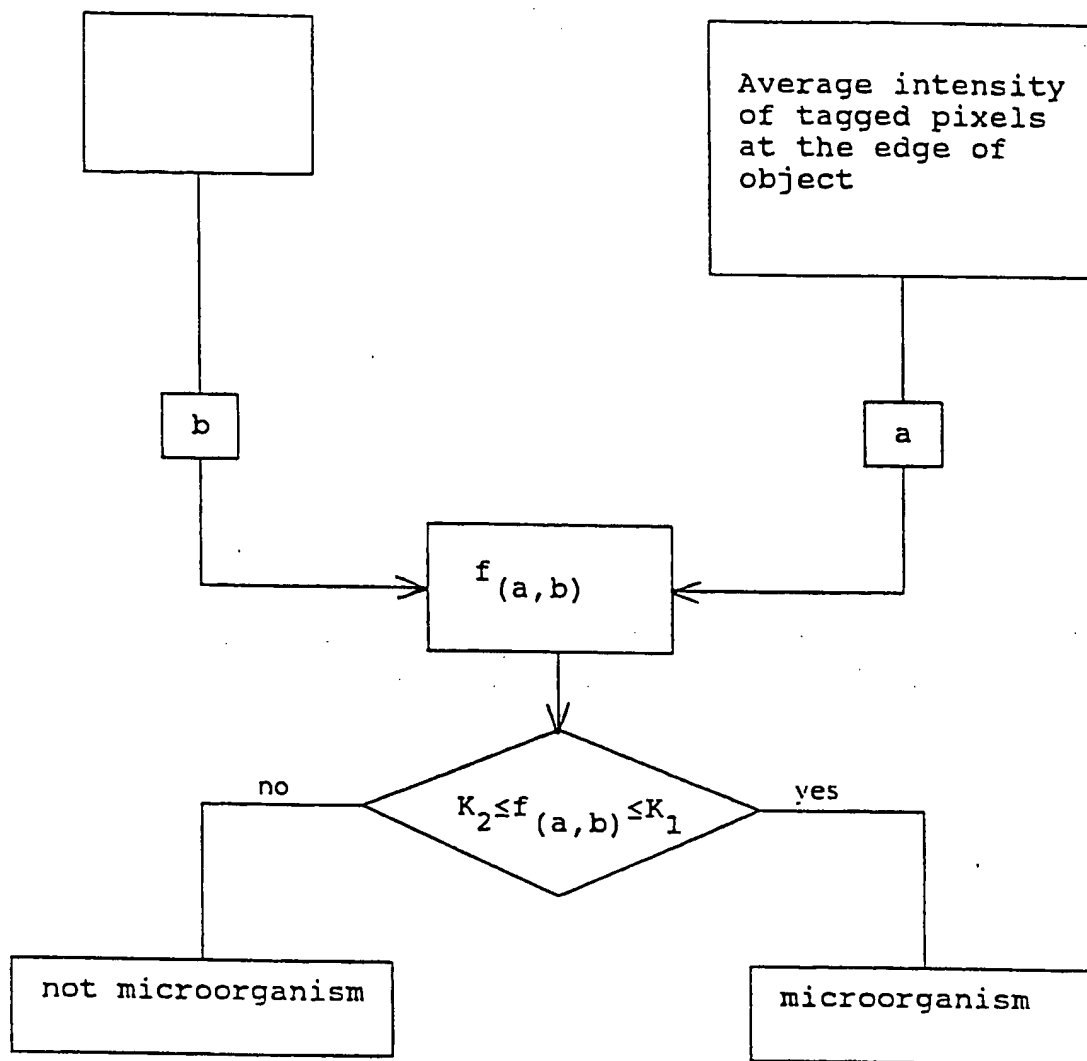 Average intensity
of tagged pixels
at the edge of
object
b
a
f(a,b)
no
yes
K2≤f(a,b)≤K1
not microorganism
microorganism